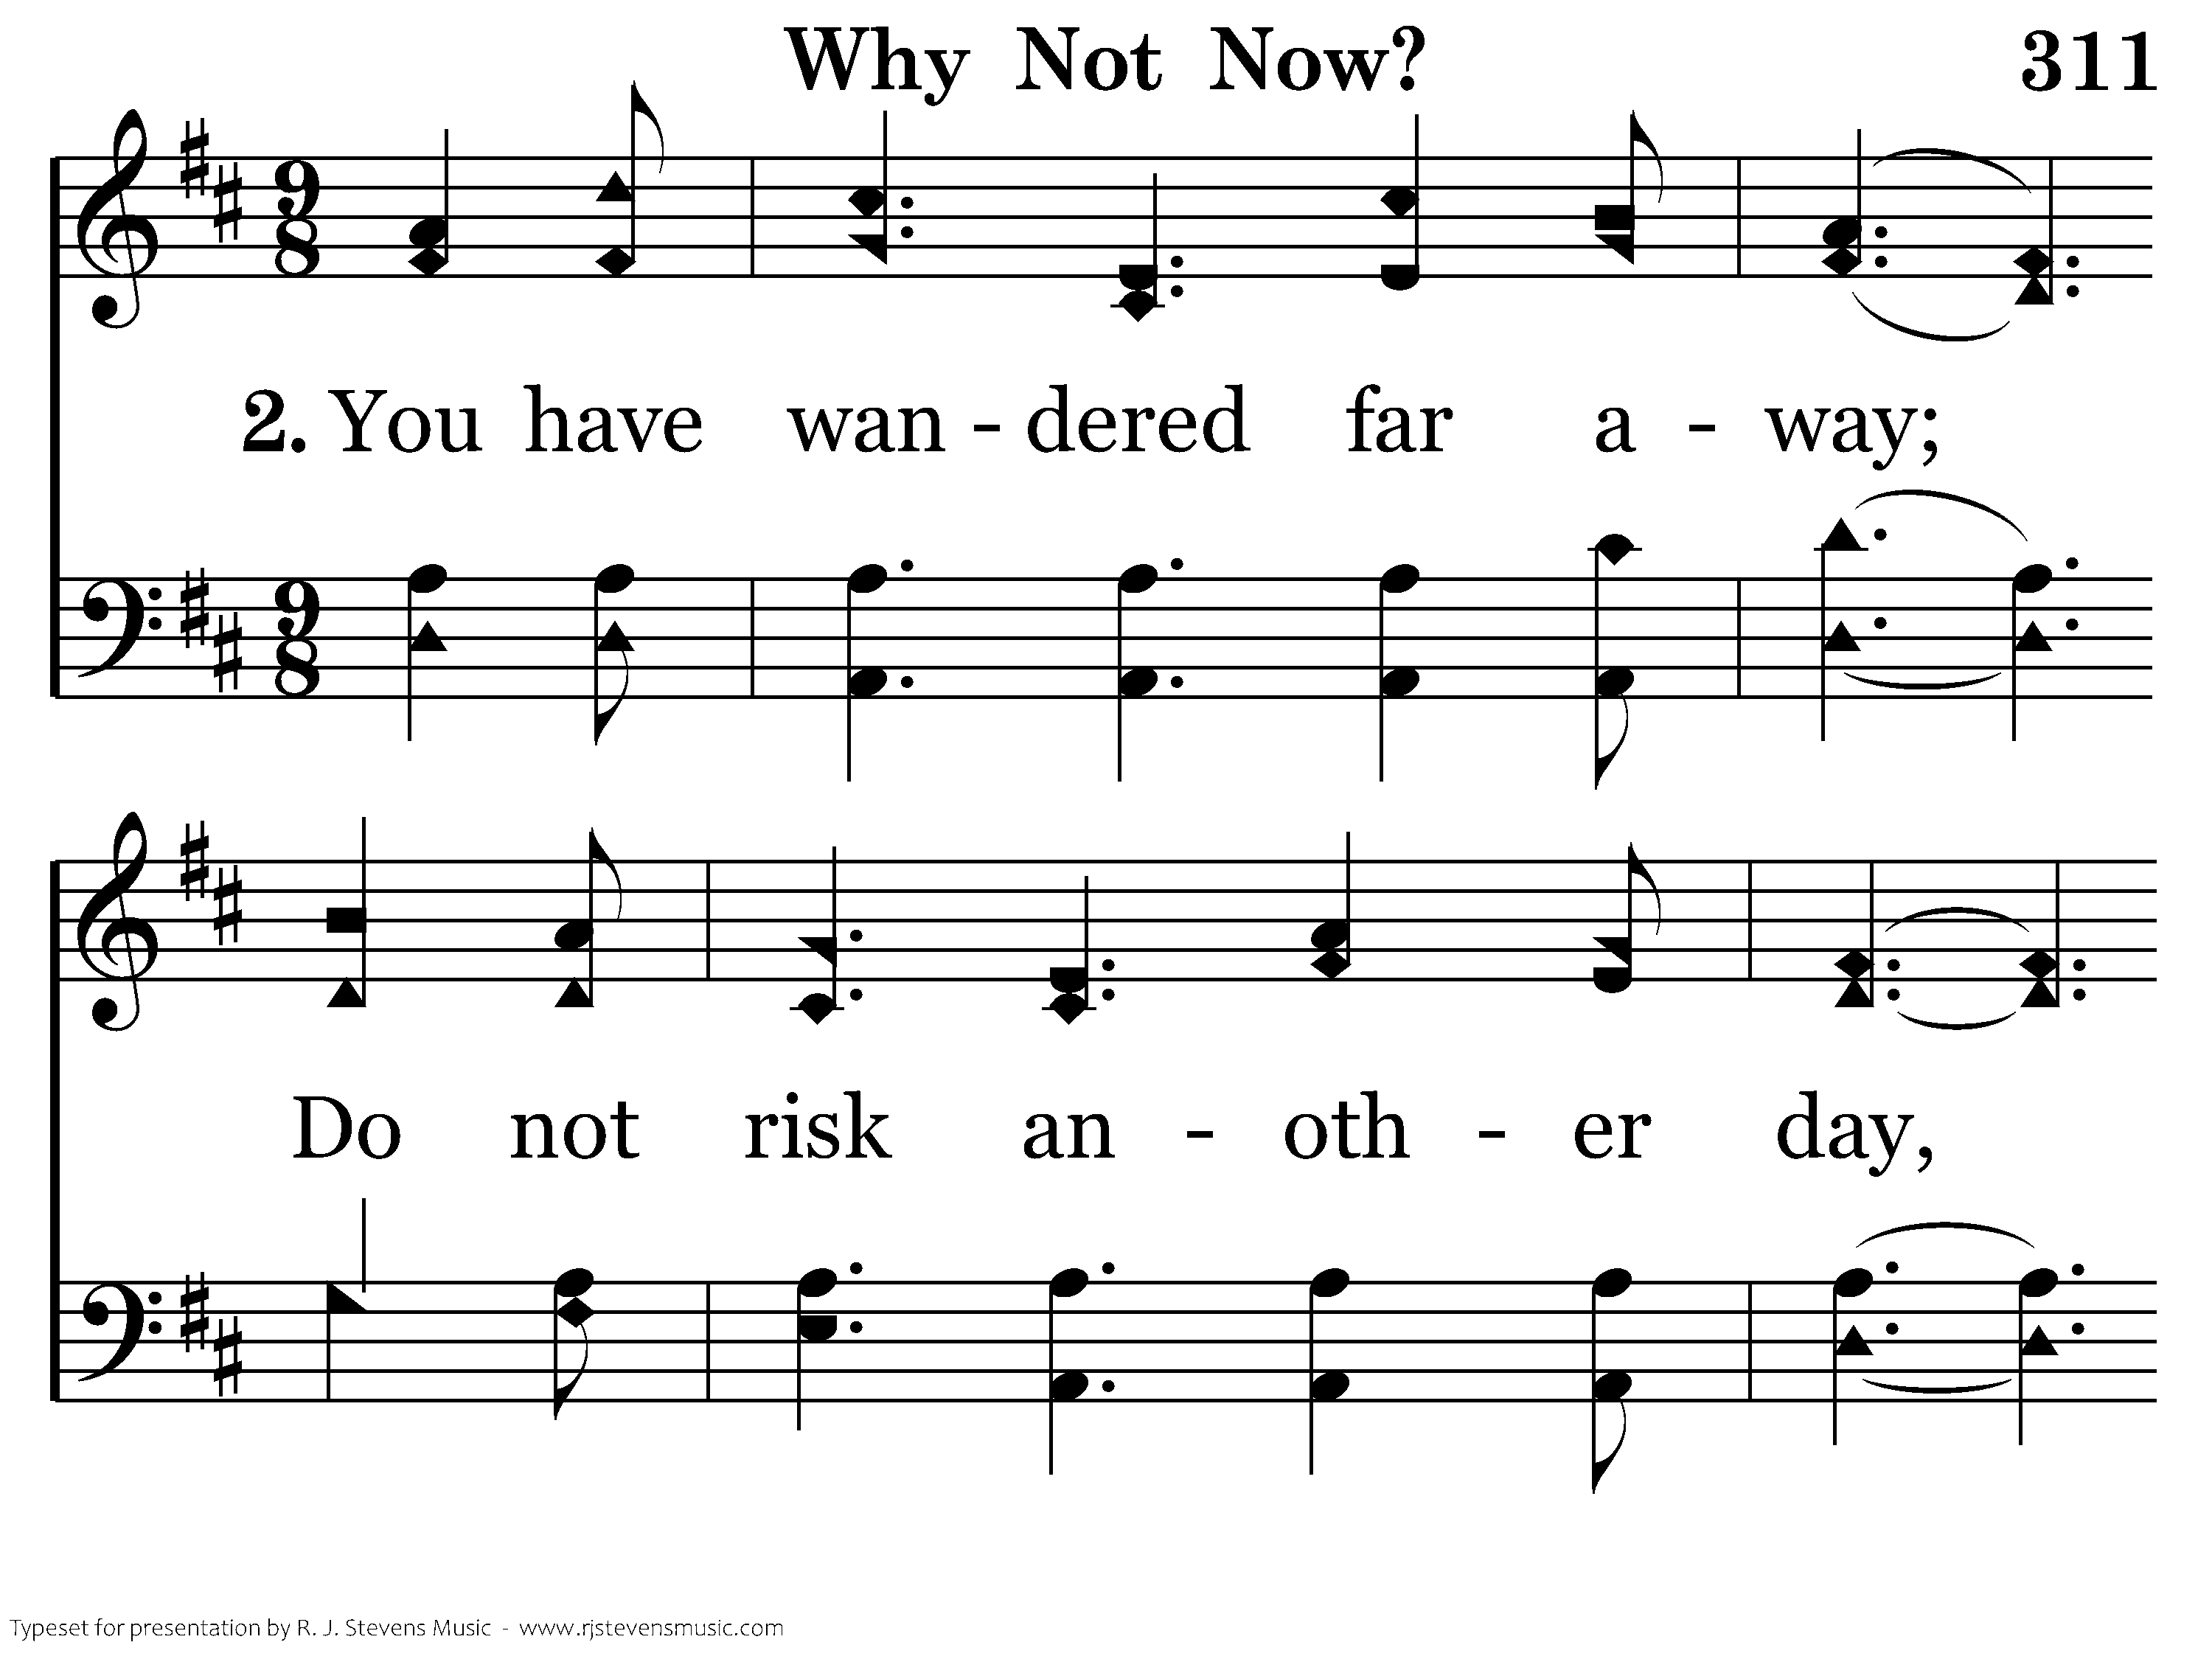 Why Not Now? 311
2. You have wan - dered far a - way;
Do not risk an - oth - er day,
Typeset for presentation by R. J. Stevens Music - www.rjstevensmusic.com